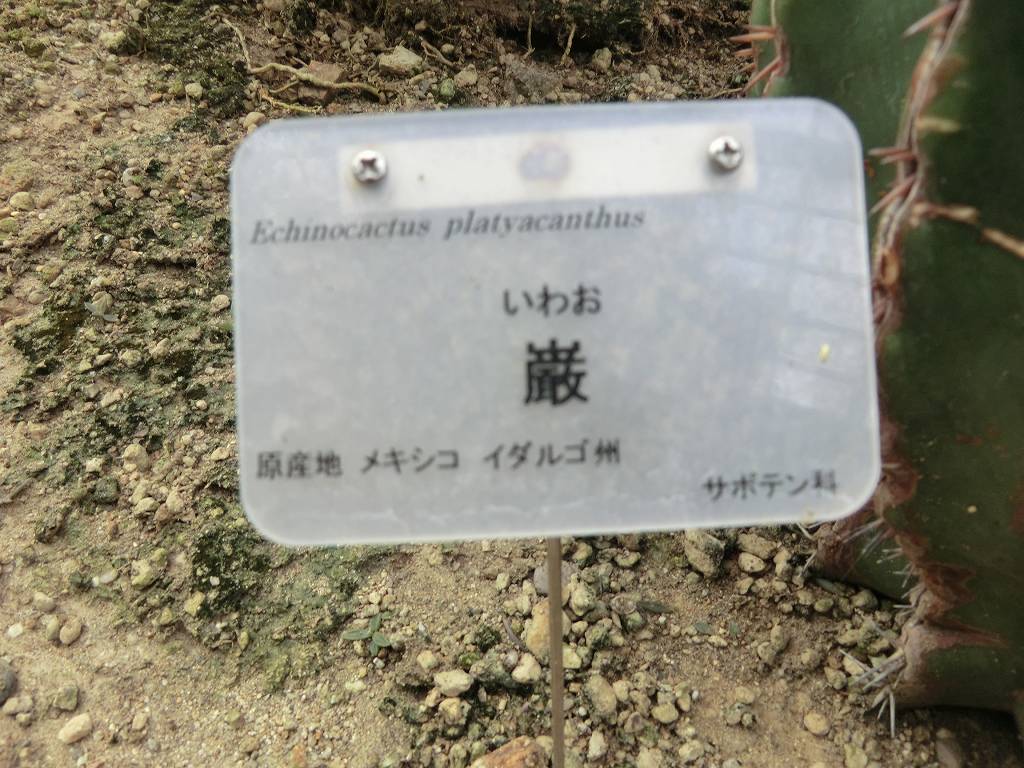 Echinocactus platyacanthus
いわお
巌
原産地 メキシコ イダルゴ州
サボテン科